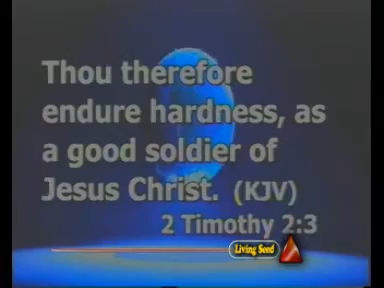 Thou therefore
endure hardness, as
a good soldier of
Jesus Christ. (KJV)
2 Timothy 2:3
Living Seed